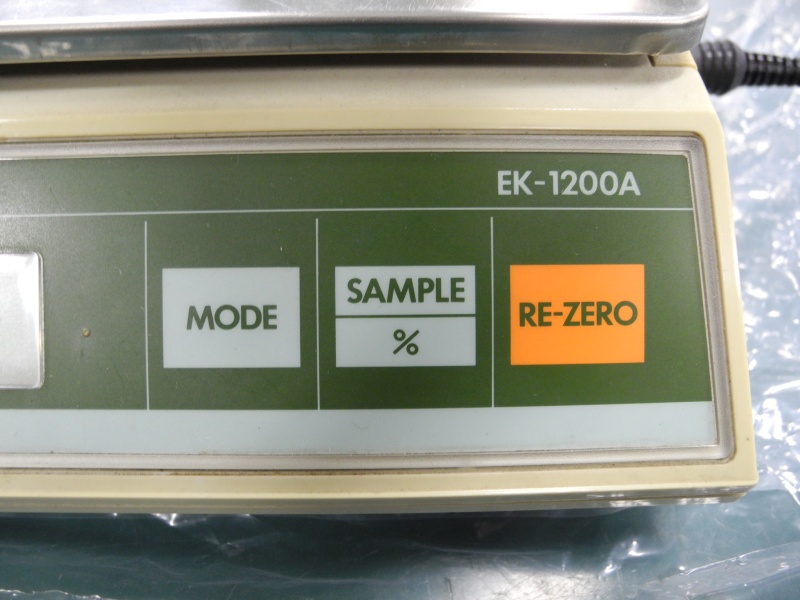 EK-1200A
MODE
SAMPLE
%
RE-ZERO